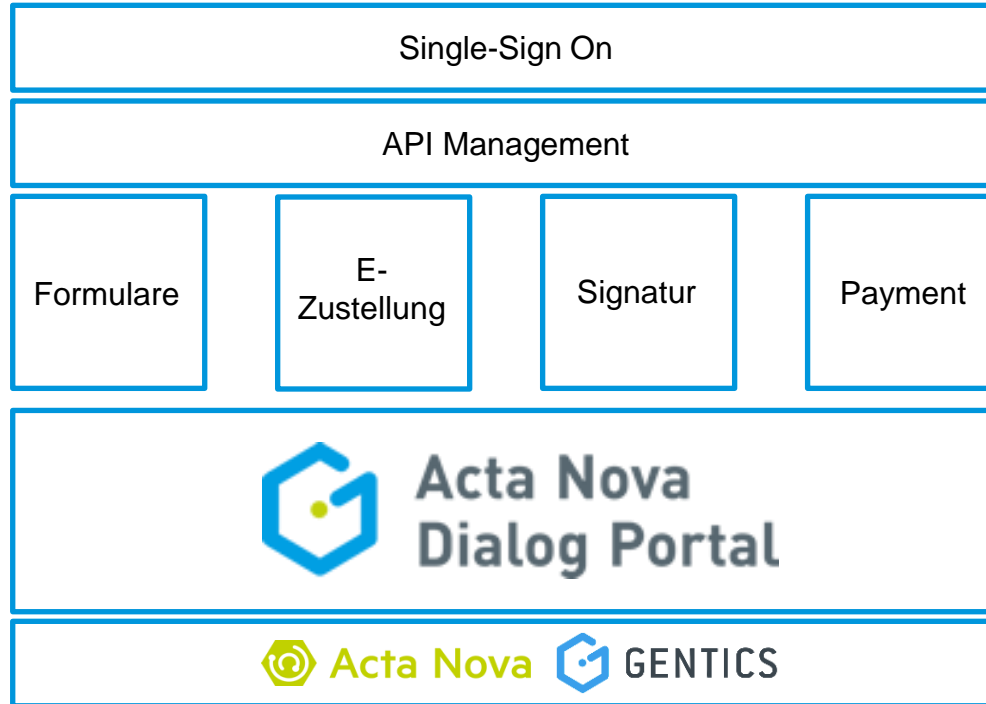 Single-Sign On
API Management
Formulare
E-
Zustellung
Signatur
Payment
Acta Nova
Dialog Portal
Acta Nova GENTICS